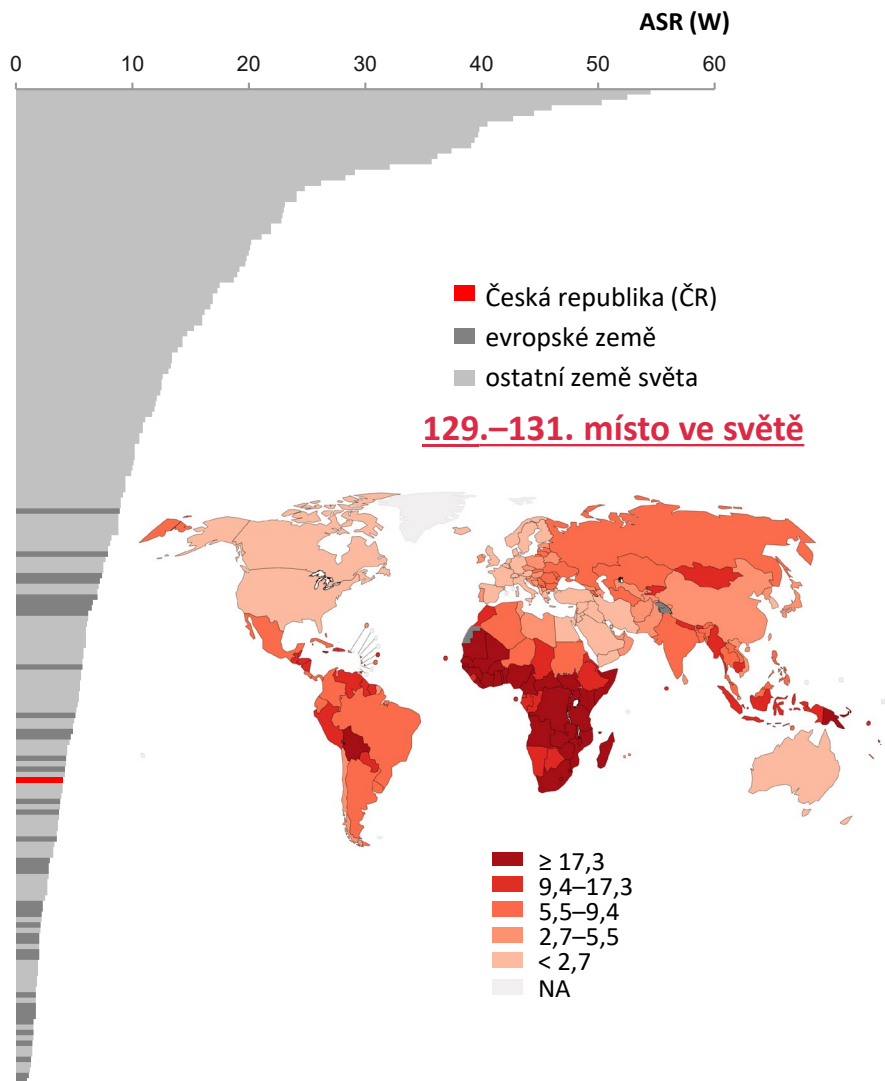 ASR (W)
0 10 20 30 40 50 60
Česká republika (ČR)
evropské země
ostatní země světa
129.–131. místo ve světě
≥ 17,3
9,4–17,3
5,5–9,4
2,7–5,5
< 2,7
NA